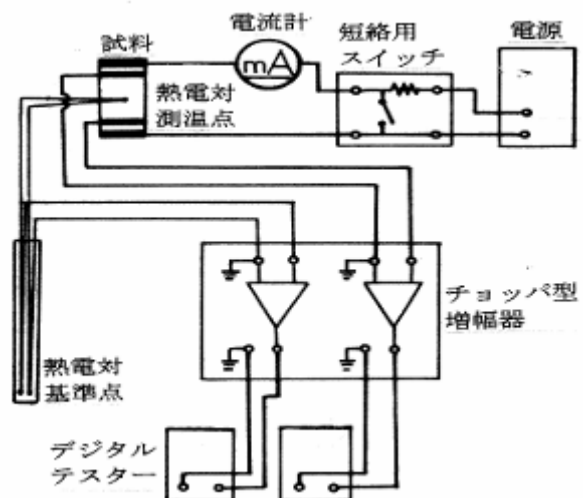 試料
電流計
mA
短絡用
スイッチ
電源
熱電対
測温点
チョッパ型
増幅器
熱電対
基準点
デジタル
テスター